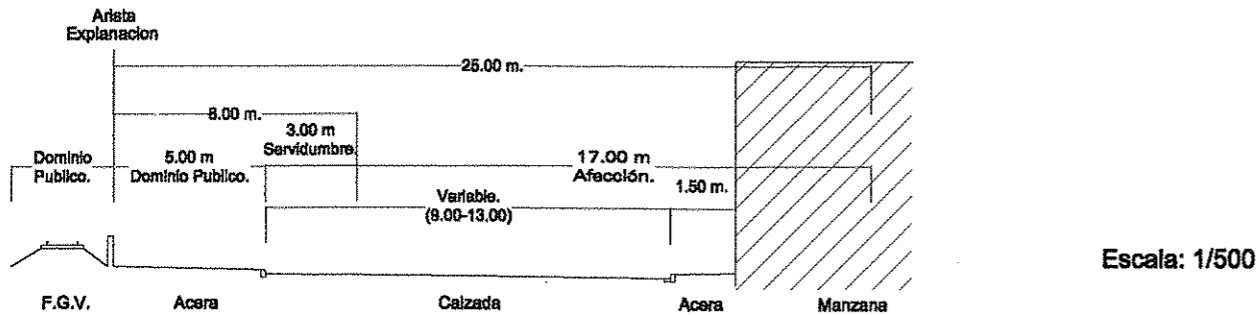 Arista
Explanacion
25.00 m.
8.00 m.
3.00 m
Servidumbre.
Dominio
Publico.
5.00 m
Dominio Publico.
17.00 m
Afección.
1.50 m.
Variable.
(9.00-13.00)
Escala: 1/500
F.G.V.
Acera
Calzada
Acera
Manzana